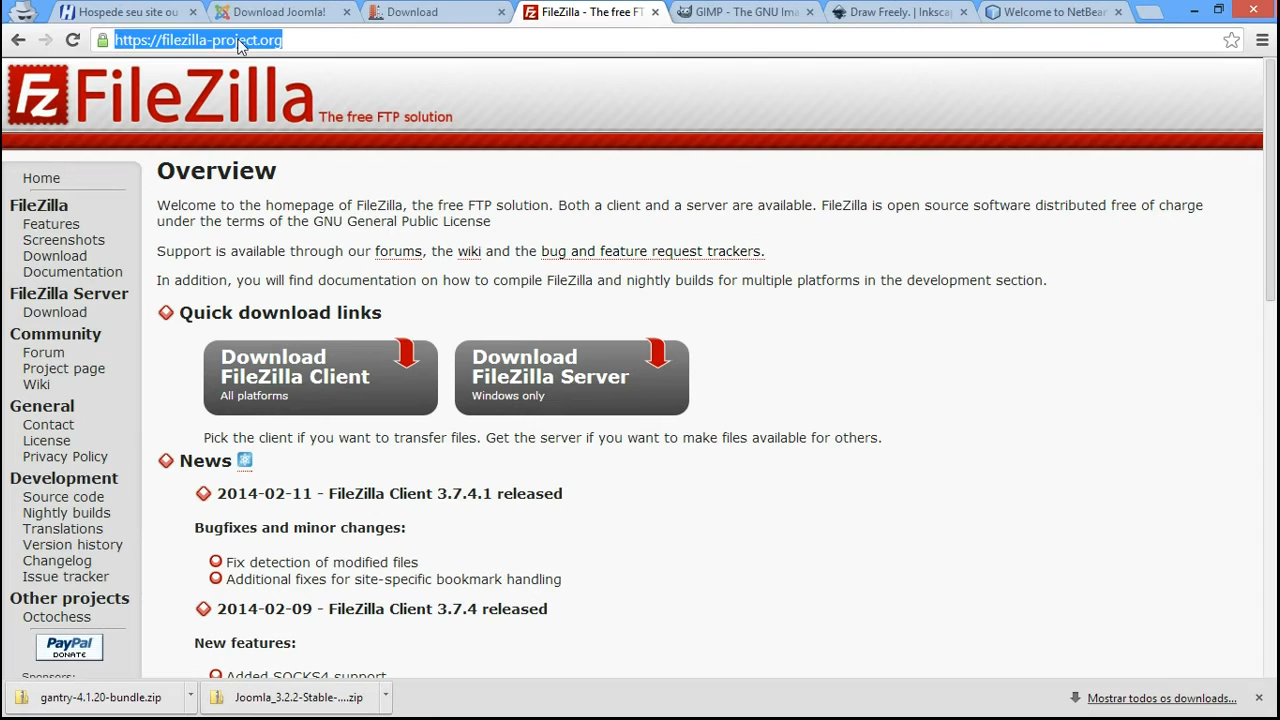 Hospede seu site ou
Download Joomla!
Download
FileZilla - The free FT
GIMP - The GNU Ima
Draw Freely. | Inkscap
Welcome to NetBear
https://filezilla-project.org
FZ FileZilla The free FTP solution
Home
FileZilla
Features
Screenshots
Download
Documentation
FileZilla Server
Download
Community
Forum
Project page
Wiki
General
Contact
License
Privacy Policy
Development
Source code
Nightly builds
Translations
Version history
Changelog
Issue tracker
Other projects
Octochess
PayPal
DONATE
Sponsors:
Overview
Welcome to the homepage of FileZilla, the free FTP solution. Both a client and a server are available. FileZilla is open source software distributed free of charge
under the terms of the GNU General Public License
Support is available through our forums, the wiki and the bug and feature request trackers.
In addition, you will find documentation on how to compile FileZilla and nightly builds for multiple platforms in the development section.
Quick download links
Download
FileZilla Client
All platforms
Download
FileZilla Server
Windows only
Pick the client if you want to transfer files. Get the server if you want to make files available for others.
News
2014-02-11 - FileZilla Client 3.7.4.1 released
Bugfixes and minor changes:
Fix detection of modified files
Additional fixes for site-specific bookmark handling
2014-02-09 - FileZilla Client 3.7.4 released
New features:
Added SOCKS4 support
gantry-4.1.20-bundle.zip
Joomla_3.2.2-Stable-....zip
Mostrar todos os downloads...